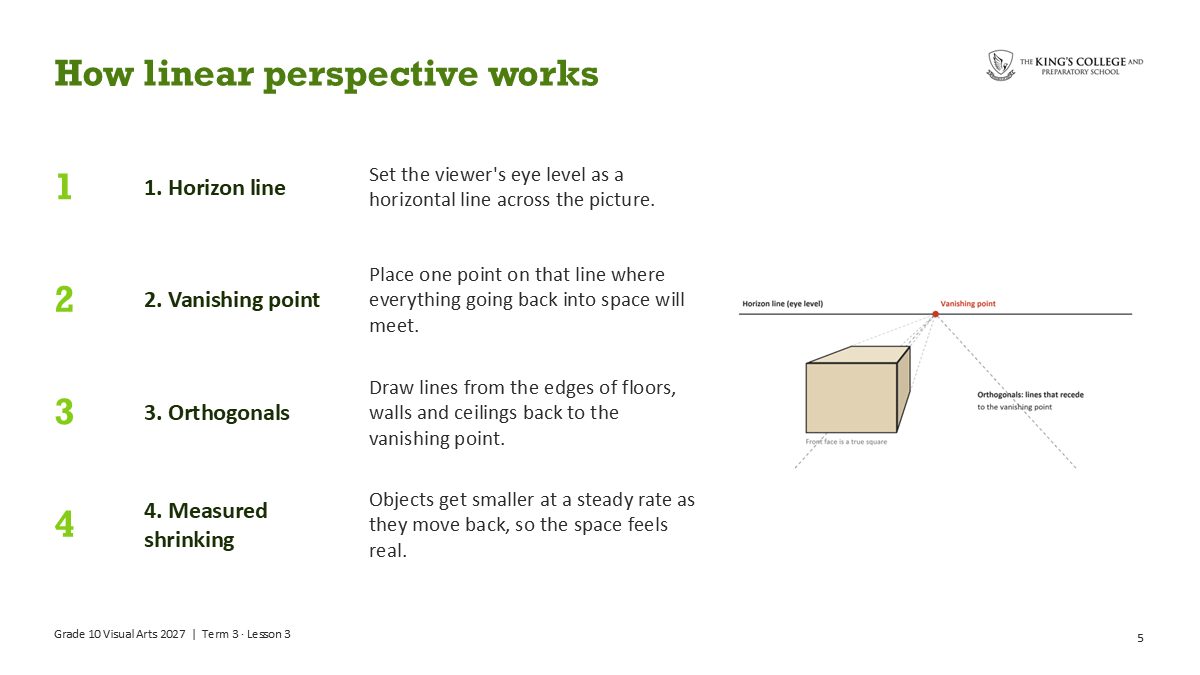 How linear perspective works
THE KING'S COLLEGE AND
PREPARATORY SCHOOL
1
1. Horizon line
Set the viewer's eye level as a
horizontal line across the picture.
2
2. Vanishing point
Place one point on that line where
everything going back into space will
meet.
3
3. Orthogonals
Draw lines from the edges of floors,
walls and ceilings back to the
vanishing point.
4
4. Measured
shrinking
Objects get smaller at a steady rate as
they move back, so the space feels
real.
Horizon line (eye level)
Vanishing point
Orthogonals: lines that recede
to the vanishing point
Front face is a true square
Grade 10 Visual Arts 2027 | Term 3 · Lesson 3
5